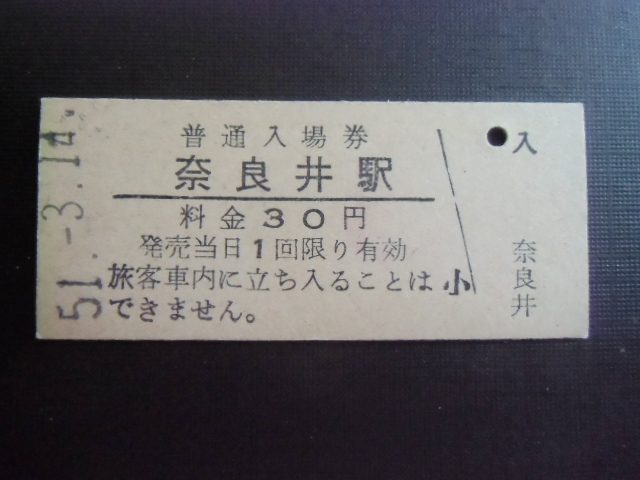 普通入場券
奈良井駅
料金30円
発売当日1回限り有効
旅客車内に立ち入ることは
できません。
小
入
奈良井
51.-3.14.